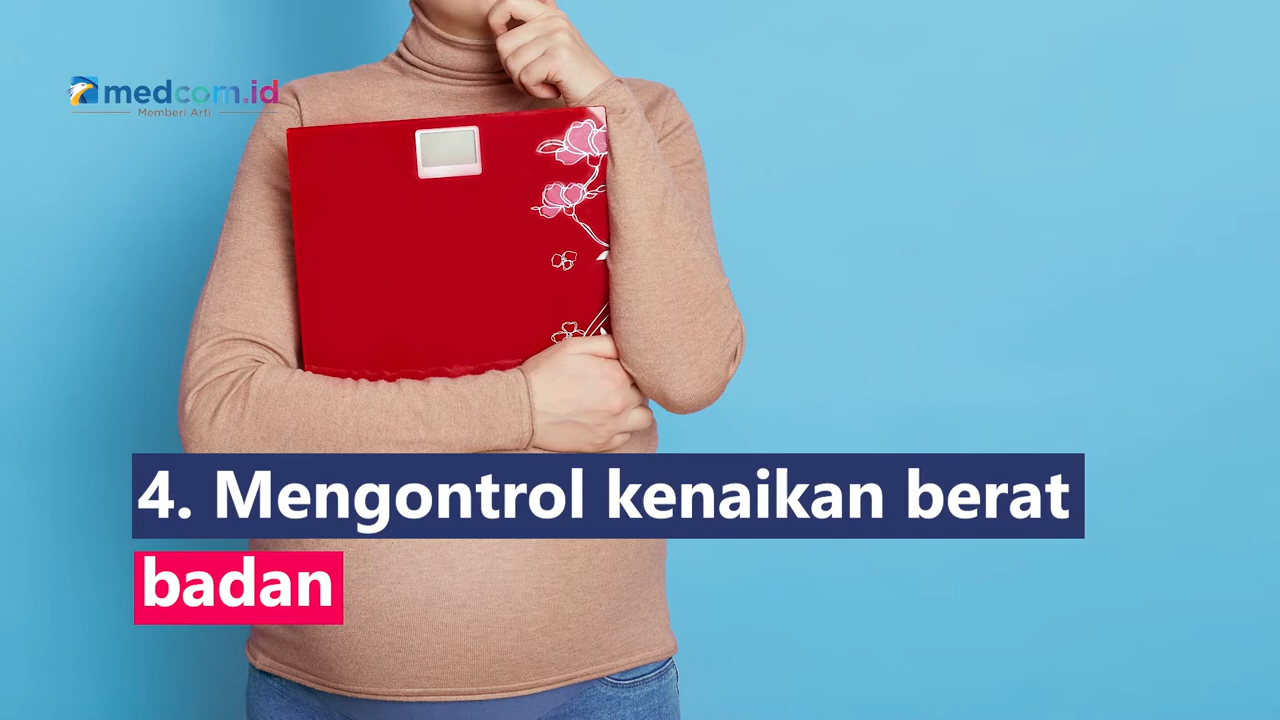 medcom.id
Memberi Arti
4. Mengontrol kenaikan berat
badan